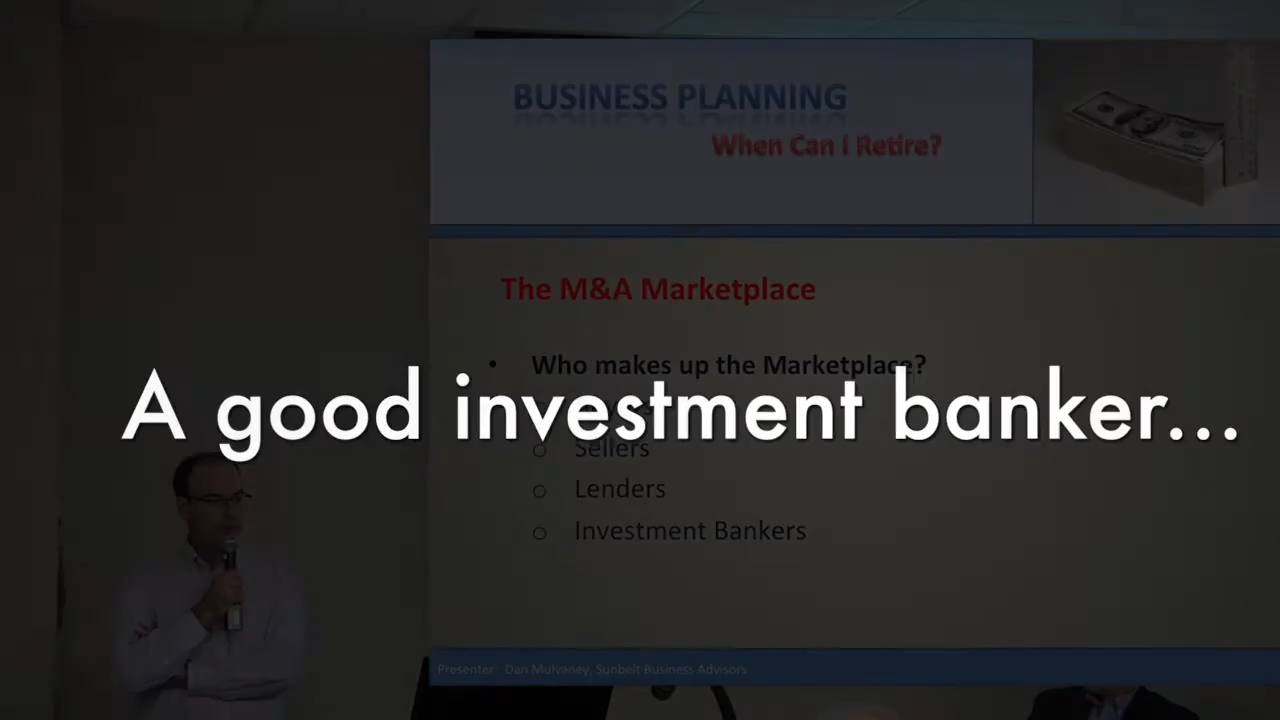 BUSINESS PLANNING
When Can I Retire?
The M&A Marketplace
• Who makes up the Marketplace?
A good investment banker...
o Sellers
o Lenders
o Investment Bankers
Presenter: Dan Mulvaney, Sunbelt Business Advisors